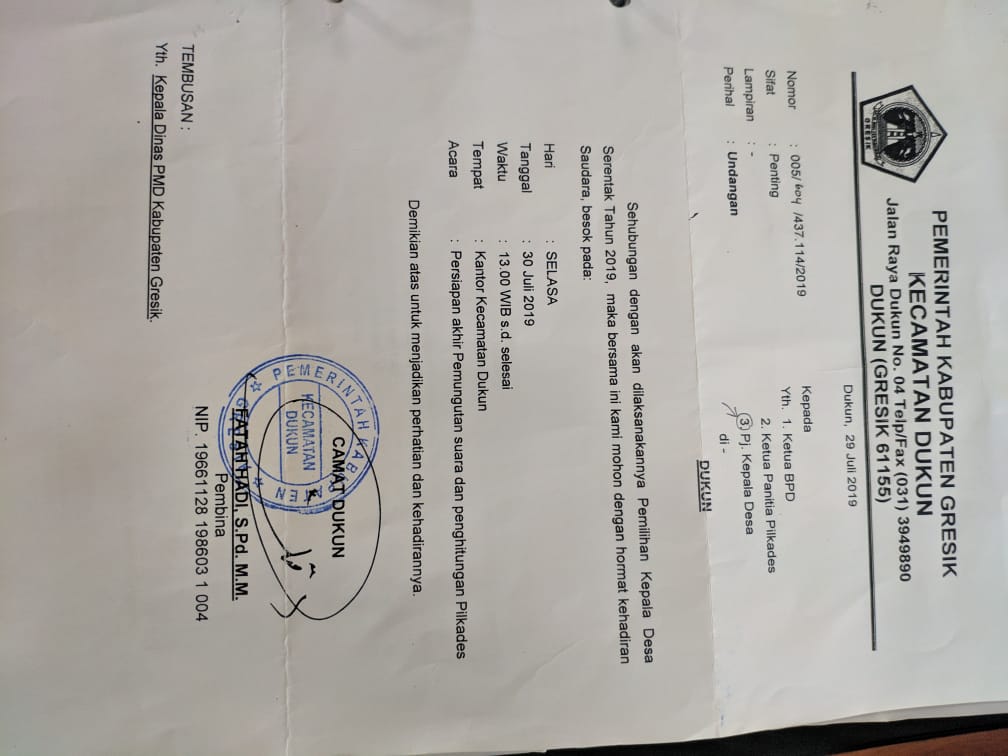 PEMERINTAH KABUPATEN GRESIK
KECAMATAN DUKUN
Jalan Raya Dukun No. 04 Telp/Fax (031) 3949890
DUKUN (GRESIK 61155)
GRESIK
Dukun, 29 Juli 2019
Nomor : 005/ 604 /437.114/2019
Sifat : Penting
Lampiran : -
Perihal : Undangan
Kepada
Yth. 1. Ketua BPD
2. Ketua Panitia Pilkades
3. Pj. Kepala Desa
di -
DUKUN
Sehubungan dengan akan dilaksanakannya Pemilihan Kepala Desa
Serentak Tahun 2019, maka bersama ini kami mohon dengan hormat kehadiran
Saudara, besok pada:
Hari : SELASA
Tanggal : 30 Juli 2019
Waktu : 13.00 WIB s.d. selesai
Tempat : Kantor Kecamatan Dukun
Acara : Persiapan akhir Pemungutan suara dan penghitungan Pilkades
Demikian atas untuk menjadikan perhatian dan kehadirannya.
CAMAT DUKUN
PEMERINTAH KABUPATEN
KECAMATAN
DUKUN
GRESIK
FATAH HADI, S.Pd. M.M.
Pembina
NIP. 19661128 198603 1 004
TEMBUSAN :
Yth. Kepala Dinas PMD Kabupaten Gresik.